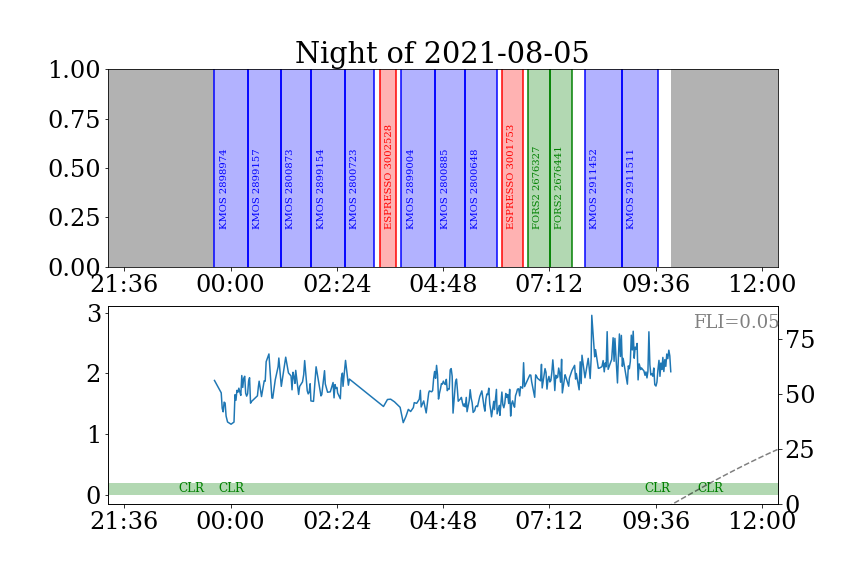 Night of 2021-08-05
1.00
0.75
0.50
0.25
0.00
KMOS 2898974
KMOS 2899157
KMOS 2800873
KMOS 2899154
KMOS 2800723
ESPRESSO 3002528
KMOS 2899004
KMOS 2800885
KMOS 2800648
ESPRESSO 3001753
FORS2 2676327
FORS2 2676441
KMOS 2911452
KMOS 2911511
21:36 00:00 02:24 04:48 07:12 09:36 12:00
3
2
1
0
FLI=0.05
75
50
25
0
CLR CLR CLR CLR
21:36 00:00 02:24 04:48 07:12 09:36 12:00